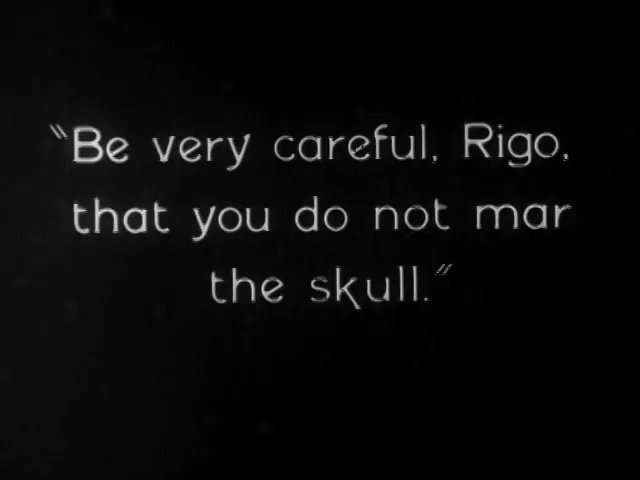 "Be very careful, Rigo,
that you do not mar
the skull."